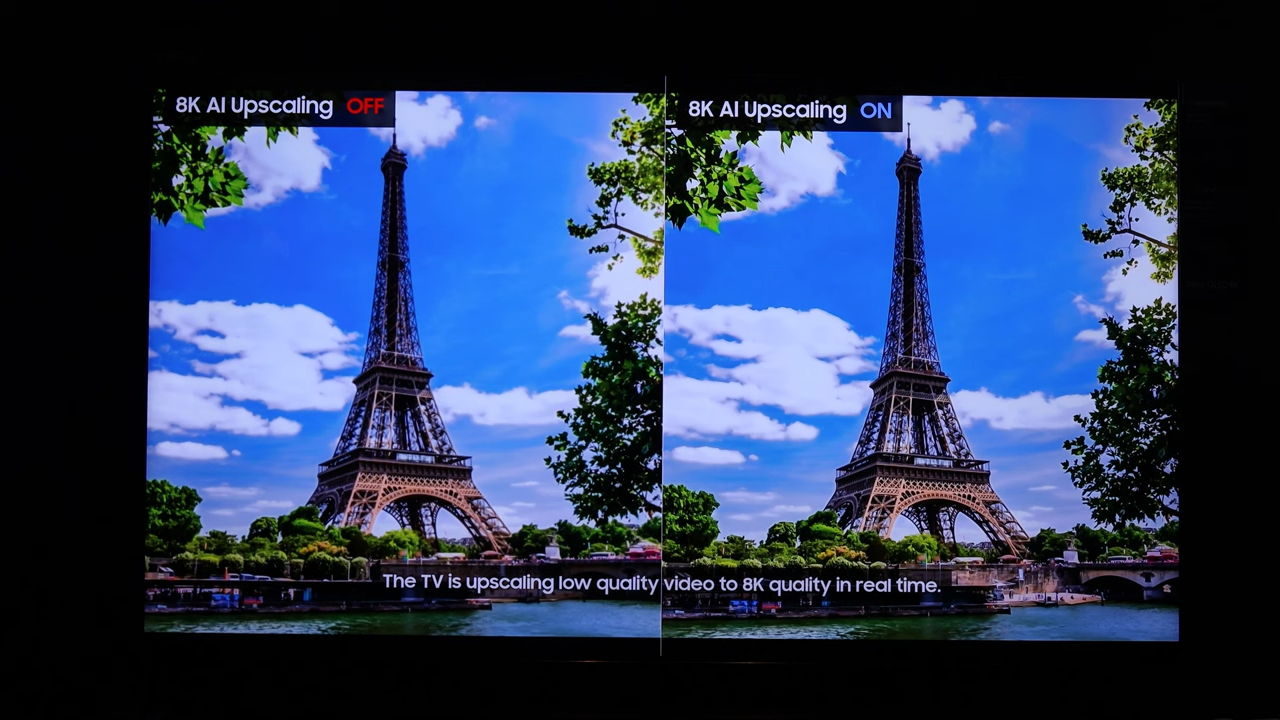 8K AI Upscaling OFF
8K AI Upscaling ON
The TV is upscaling low quality video to 8K quality in real time.